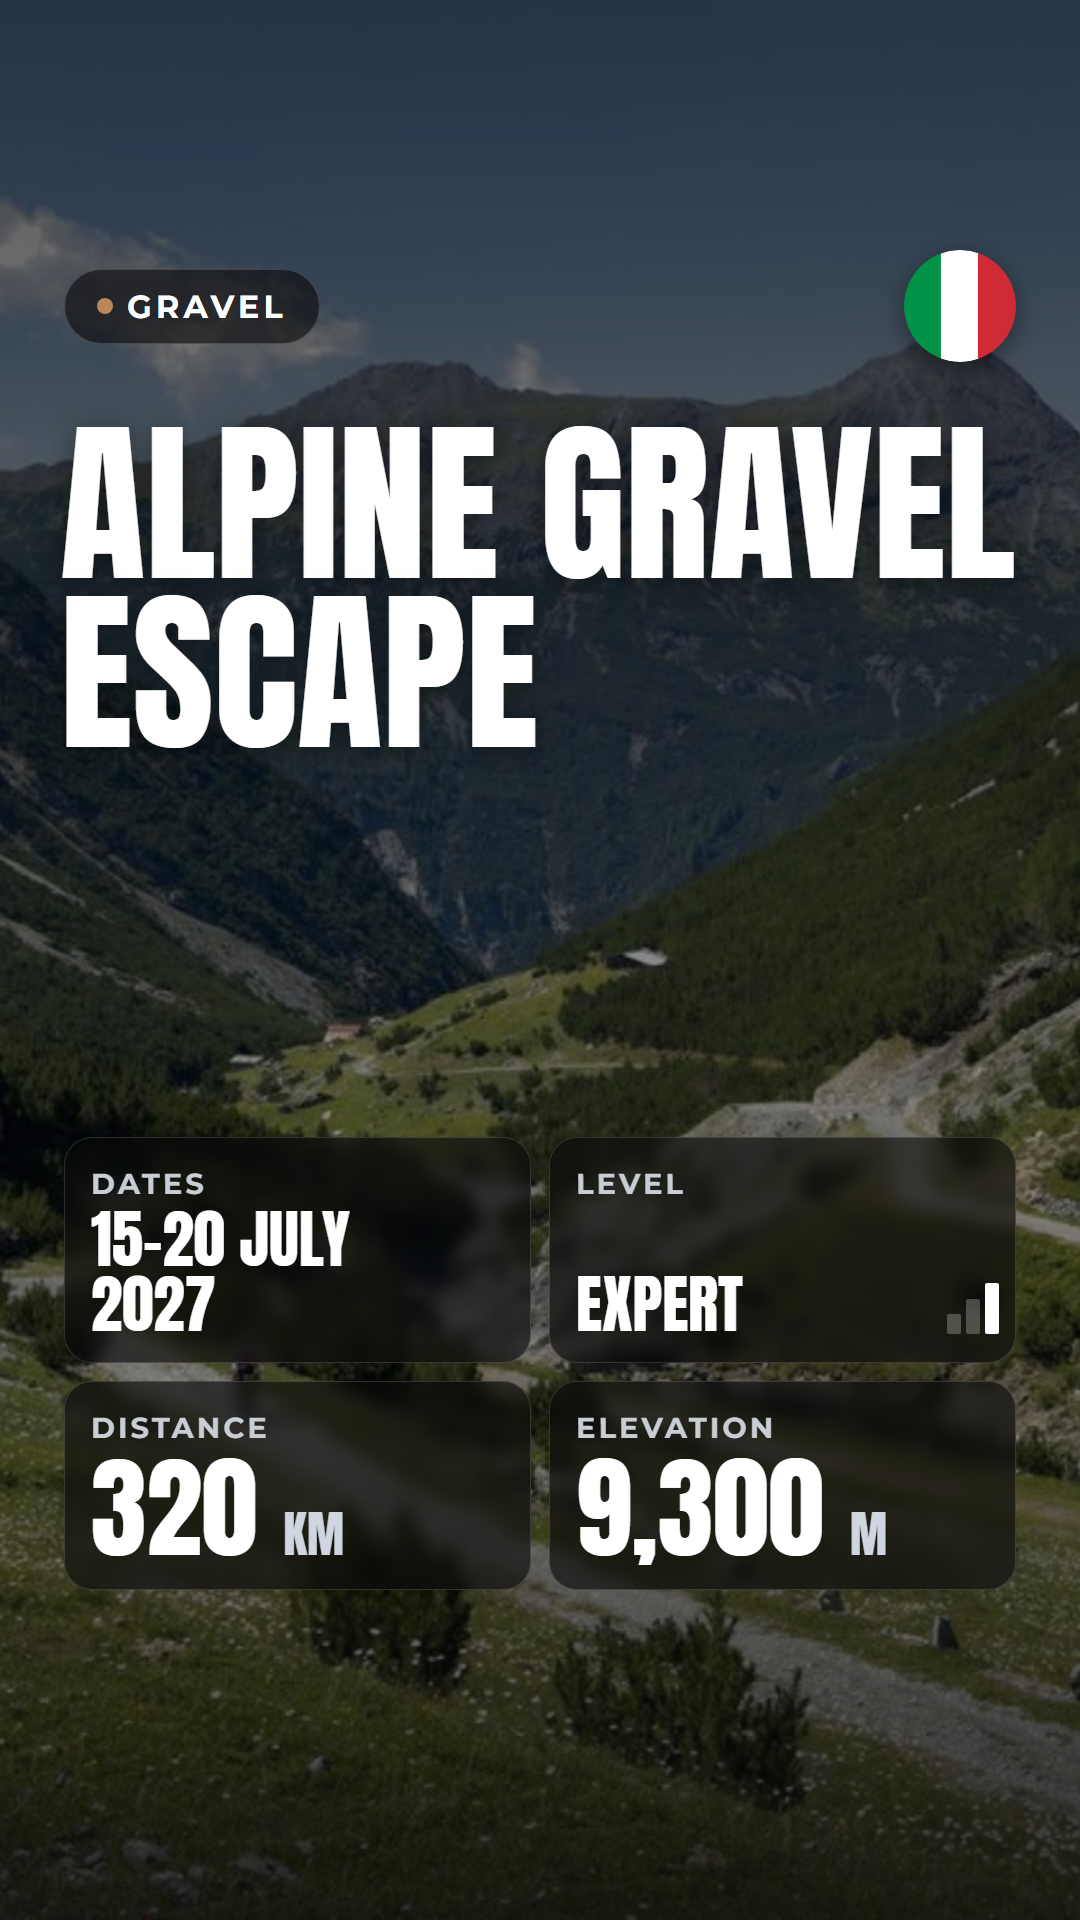 GRAVEL
ALPINE GRAVEL
ESCAPE
DATES
15-20 JULY
2027
LEVEL
EXPERT
DISTANCE
320 KM
ELEVATION
9,300 M